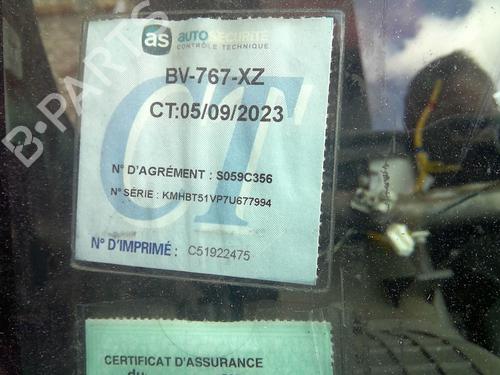 as AUTOSECURITE
CONTRÔLE TECHNIQUE
BV-767-XZ
CT:05/09/2023
CT
N° D'AGRÉMENT : S059C356
N° SÉRIE : KMHBT51VP7U677994
N° D'IMPRIMÉ : C51922475
CERTIFICAT D'ASSURANCE
B-PARTS